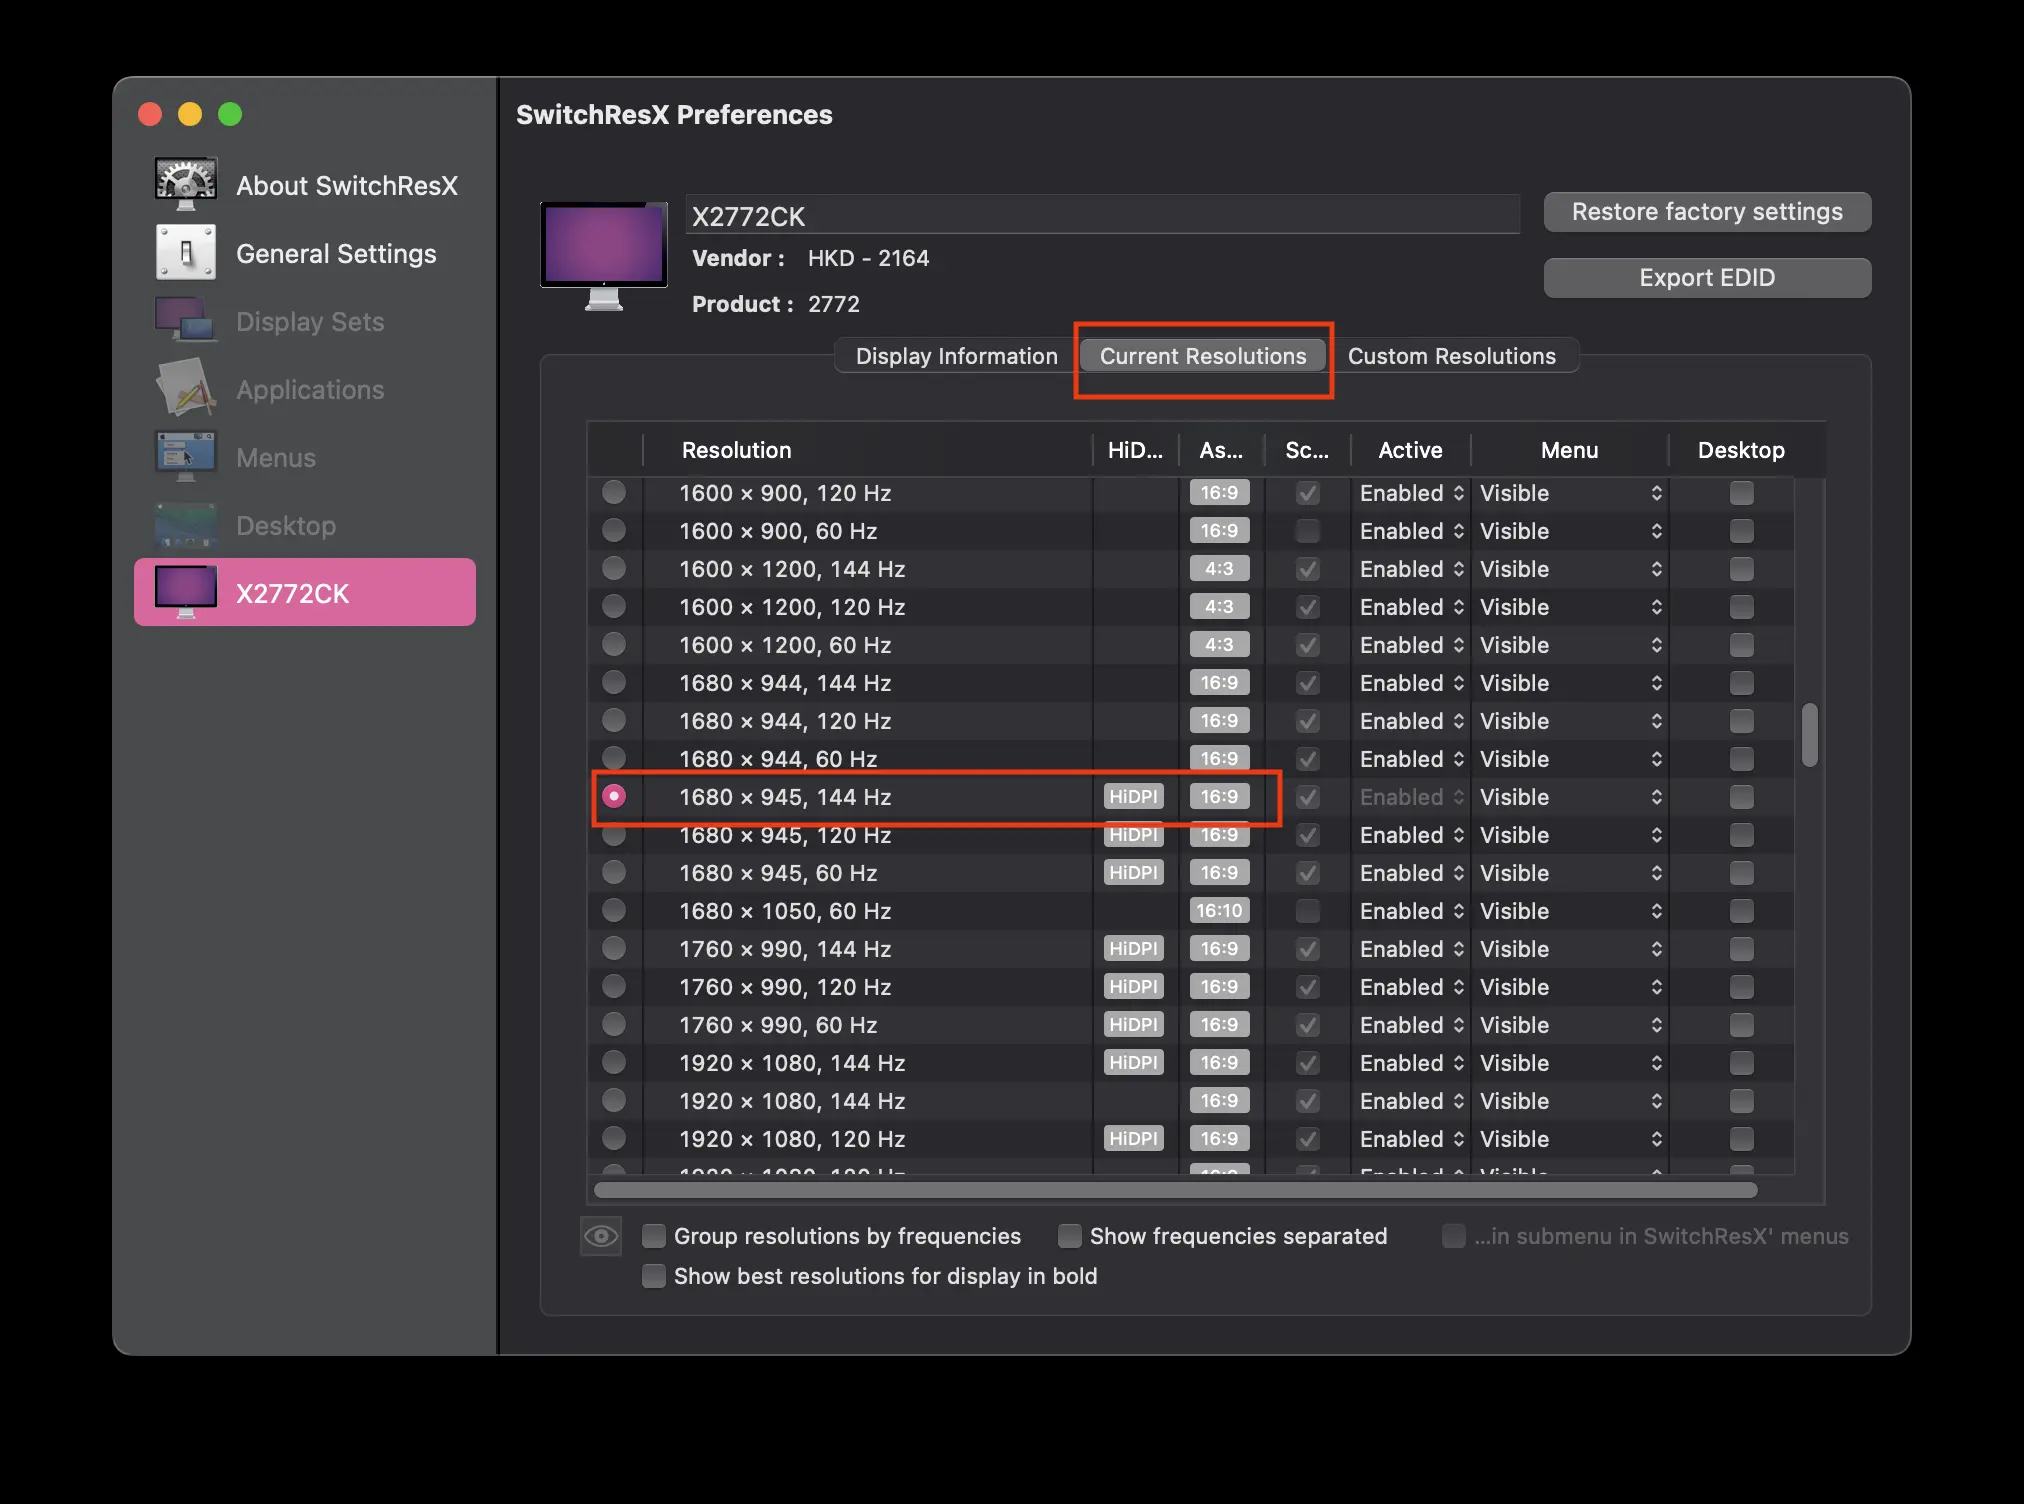 SwitchResX Preferences
About SwitchResX
General Settings
Display Sets
Applications
Menus
Desktop
X2772CK
X2772CK
Vendor : HKD - 2164
Product : 2772
Restore factory settings
Export EDID
Display Information Current Resolutions Custom Resolutions
Resolution HiD... As... Sc... Active Menu Desktop
1600 × 900, 120 Hz 16:9 Enabled Visible
1600 × 900, 60 Hz 16:9 Enabled Visible
1600 × 1200, 144 Hz 4:3 Enabled Visible
1600 × 1200, 120 Hz 4:3 Enabled Visible
1600 × 1200, 60 Hz 4:3 Enabled Visible
1680 × 944, 144 Hz 16:9 Enabled Visible
1680 × 944, 120 Hz 16:9 Enabled Visible
1680 × 944, 60 Hz 16:9 Enabled Visible
1680 × 945, 144 Hz HiDPI 16:9 Enabled Visible
1680 × 945, 120 Hz HiDPI 16:9 Enabled Visible
1680 × 945, 60 Hz HiDPI 16:9 Enabled Visible
1680 × 1050, 60 Hz 16:10 Enabled Visible
1760 × 990, 144 Hz HiDPI 16:9 Enabled Visible
1760 × 990, 120 Hz HiDPI 16:9 Enabled Visible
1760 × 990, 60 Hz HiDPI 16:9 Enabled Visible
1920 × 1080, 144 Hz HiDPI 16:9 Enabled Visible
1920 × 1080, 144 Hz 16:9 Enabled Visible
1920 × 1080, 120 Hz HiDPI 16:9 Enabled Visible
Group resolutions by frequencies Show frequencies separated ...in submenu in SwitchResX' menus
Show best resolutions for display in bold